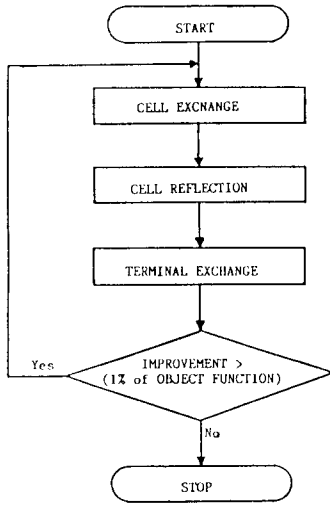 START
CELL EXCNANGE
CELL REFLECTION
TERMINAL EXCHANGE
IMPROVEMENT >
(1% of OBJECT FUNCTION)
Yes
No
STOP